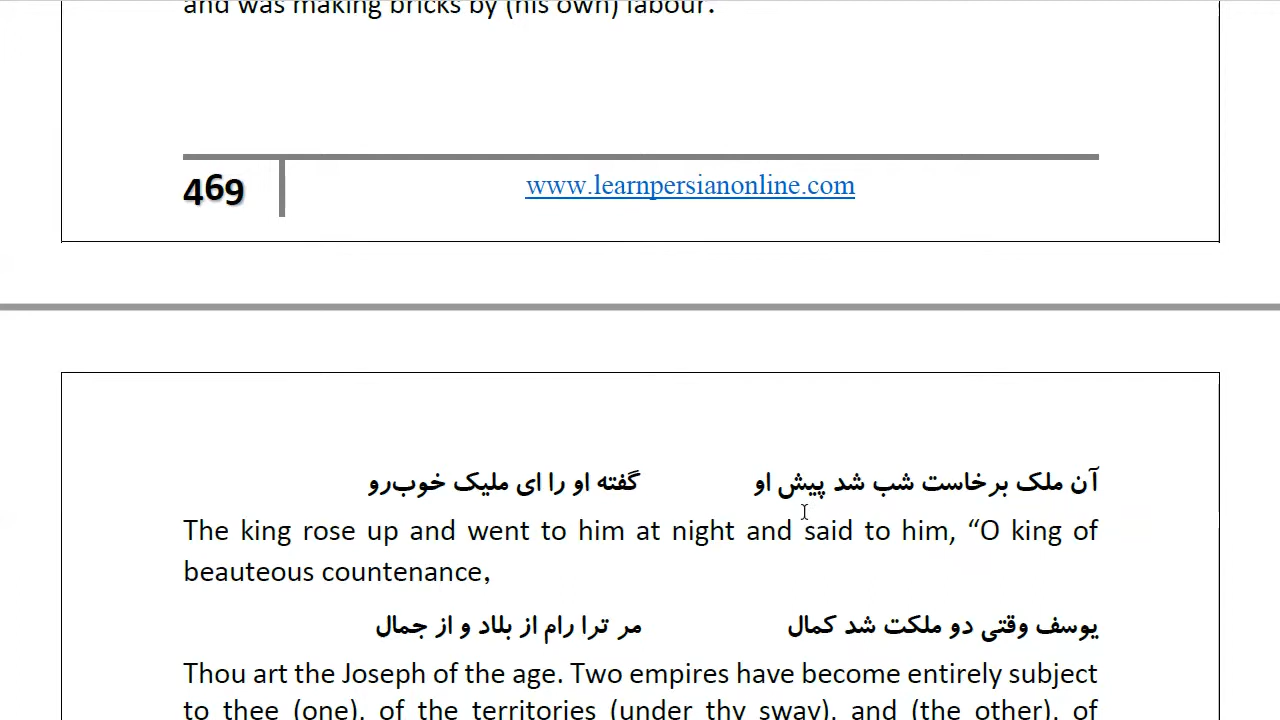 and was making bricks by (his own) labour.
469 www.learnpersianonline.com
آن ملک برخاست شب شد پیش او گفته او را ای ملیک خوب‌رو
The king rose up and went to him at night and said to him, “O king of
beauteous countenance,
یوسف وقتی دو ملکت شد کمال مر ترا رام از بلاد و از جمال
Thou art the Joseph of the age. Two empires have become entirely subject
to thee (one), of the territories (under thy sway), and (the other), of